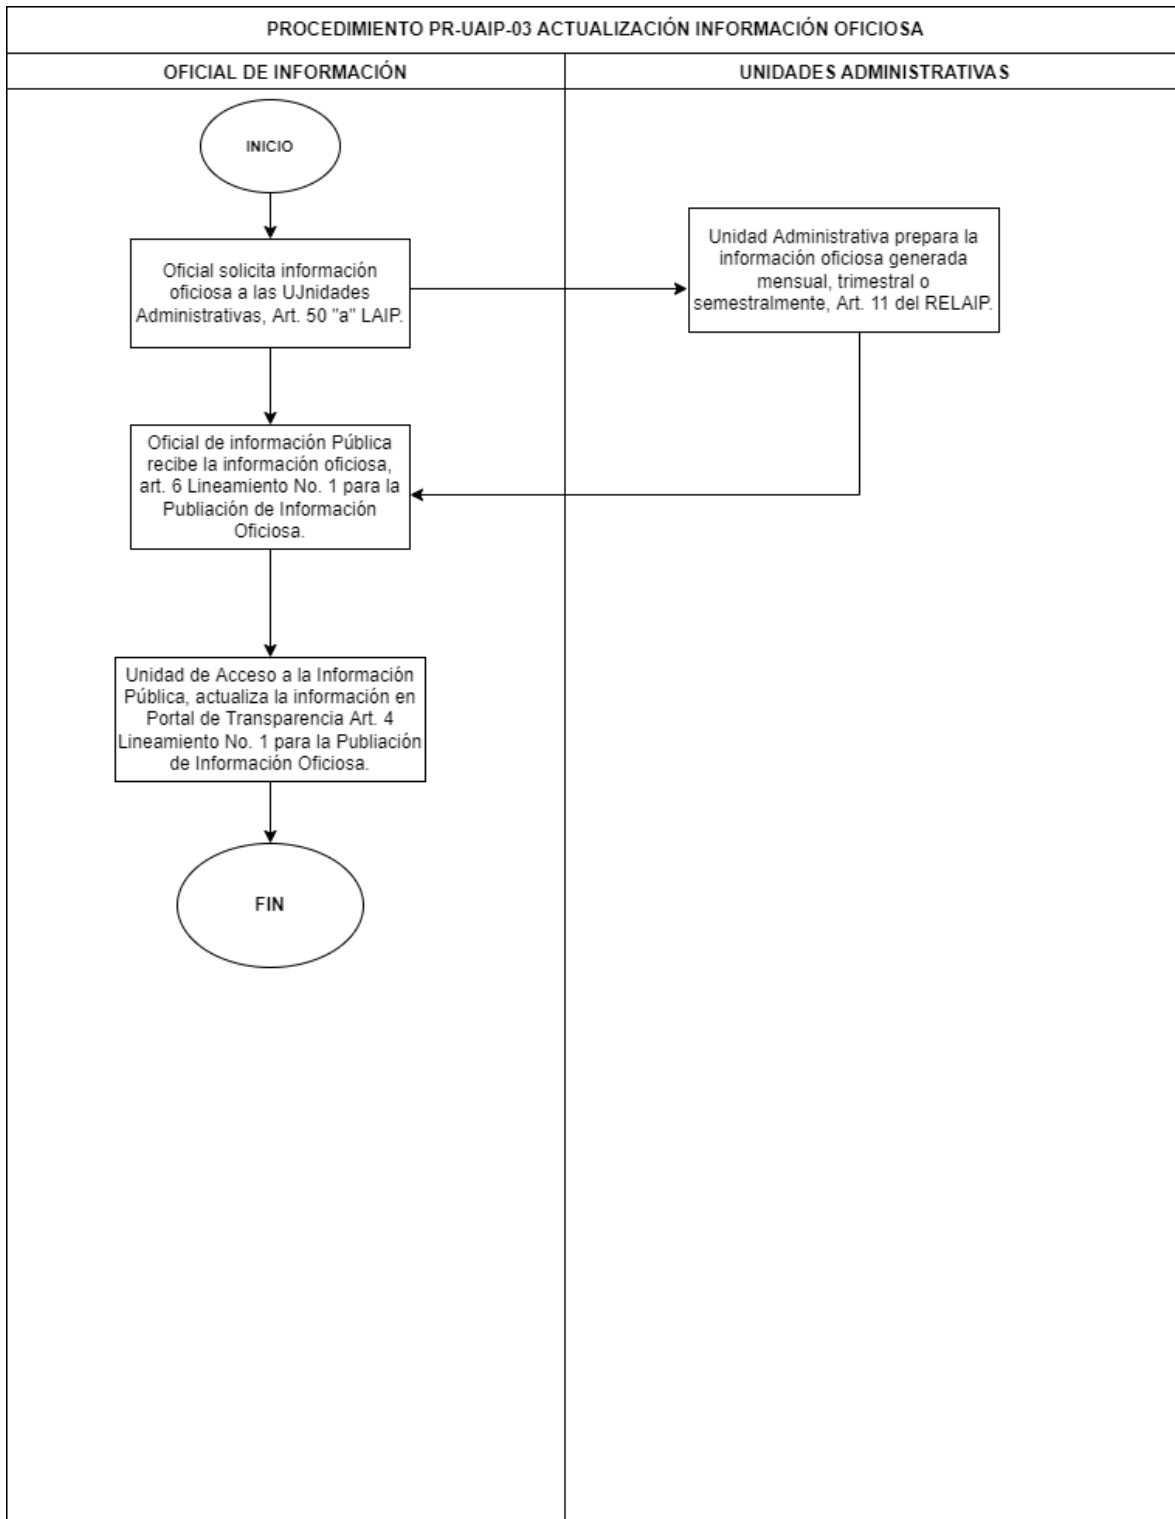 PROCEDIMIENTO PR-UAIP-03 ACTUALIZACIÓN INFORMACIÓN OFICIOSA
OFICIAL DE INFORMACIÓN
UNIDADES ADMINISTRATIVAS
INICIO
Oficial solicita información
oficiosa a las UJnidades
Administrativas, Art. 50 "a" LAIP.
Unidad Administrativa prepara la
información oficiosa generada
mensual, trimestral o
semestralmente, Art. 11 del RELAIP.
Oficial de información Pública
recibe la información oficiosa,
art. 6 Lineamiento No. 1 para la
Publiación de Información
Oficiosa.
Unidad de Acceso a la Información
Pública, actualiza la información en
Portal de Transparencia Art. 4
Lineamiento No. 1 para la Publiación
de Información Oficiosa.
FIN